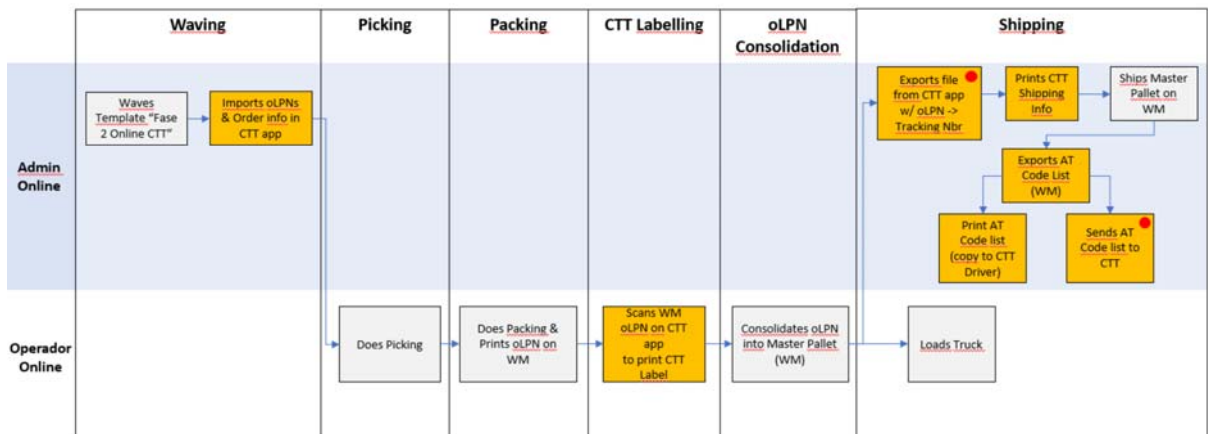 Waving
Picking
Packing
CTT Labelling
oLPN
Consolidation
Shipping
Admin
Online
Waves
Template “Fase
2 Online CTT”
Imports oLPNs
& Order info in
CTT app
Exports file
from CTT app
w/ oLPN ->
Tracking Nbr
Prints CTT
Shipping
Info
Ships Master
Pallet on
WM
Exports AT
Code List
(WM)
Print AT
Code list
(copy to CTT
Driver)
Sends AT
Code list to
CTT
Operador
Online
Does Picking
Does Packing &
Prints oLPN on
WM
Scans WM
oLPN on CTT
app
to print CTT
Label
Consolidates oLPN
into Master Pallet
(WM)
Loads Truck